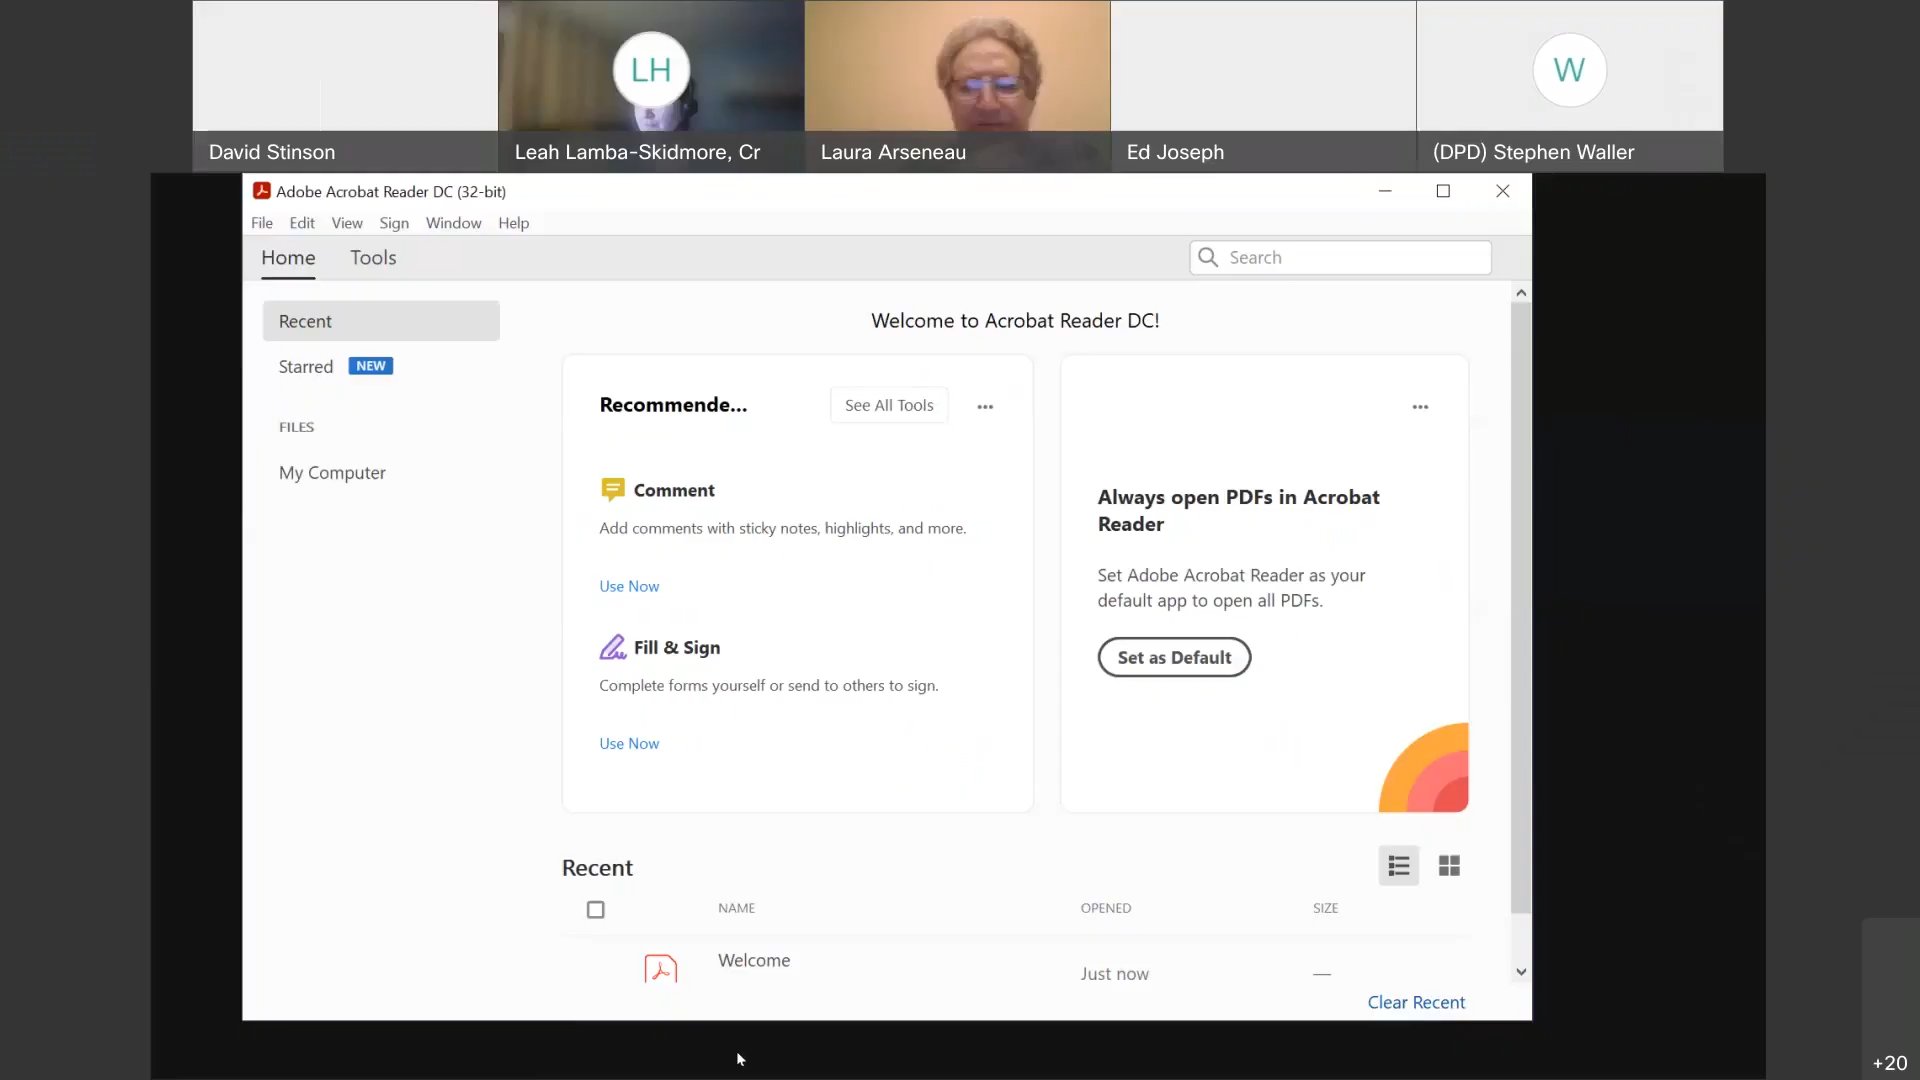 LH
W
David Stinson
Leah Lamba-Skidmore, Cr
Laura Arseneau
Ed Joseph
(DPD) Stephen Waller
Adobe Acrobat Reader DC (32-bit)
File Edit View Sign Window Help
Home Tools
Search
Recent
Starred NEW
FILES
My Computer
Welcome to Acrobat Reader DC!
Recommende...
See All Tools
Comment
Add comments with sticky notes, highlights, and more.
Use Now
Fill & Sign
Complete forms yourself or send to others to sign.
Use Now
Always open PDFs in Acrobat
Reader
Set Adobe Acrobat Reader as your
default app to open all PDFs.
Set as Default
Recent
NAME OPENED SIZE
Welcome
Just now —
Clear Recent
+20